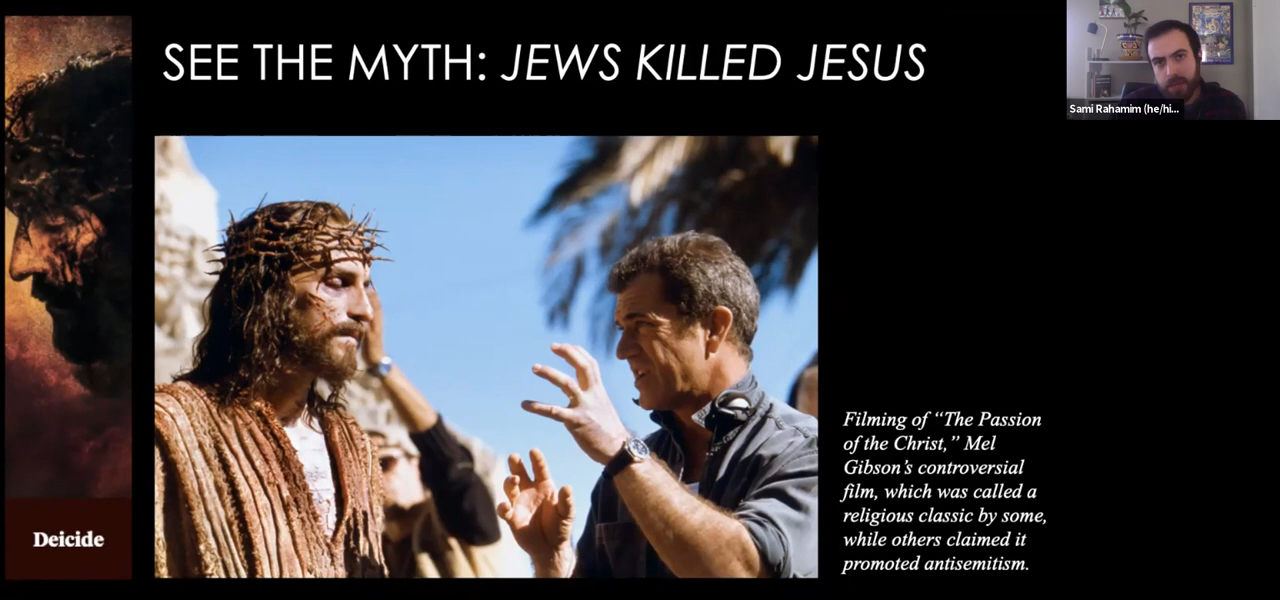 SEE THE MYTH: JEWS KILLED JESUS
Sami Rahamim (he/hi...
Filming of “The Passion
of the Christ,” Mel
Gibson’s controversial
film, which was called a
religious classic by some,
while others claimed it
promoted antisemitism.
Deicide